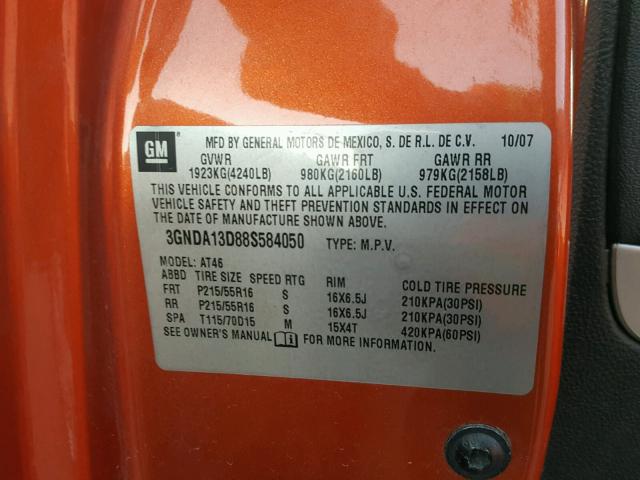 GM MFD BY GENERAL MOTORS DE MEXICO, S. DE R.L. DE C.V. 10/07
GVWR GAWR FRT GAWR RR
1923KG(4240LB) 980KG(2160LB) 979KG(2158LB)
THIS VEHICLE CONFORMS TO ALL APPLICABLE U.S. FEDERAL MOTOR
VEHICLE SAFETY AND THEFT PREVENTION STANDARDS IN EFFECT ON
THE DATE OF MANUFACTURE SHOWN ABOVE.
3GNDA13D88S584050 TYPE: M.P.V.
MODEL: AT46
ABBD TIRE SIZE SPEED RTG RIM COLD TIRE PRESSURE
FRT P215/55R16 S 16X6.5J 210KPA(30PSI)
RR P215/55R16 S 16X6.5J 210KPA(30PSI)
SPA T115/70D15 M 15X4T 420KPA(60PSI)
SEE OWNER'S MANUAL FOR MORE INFORMATION.